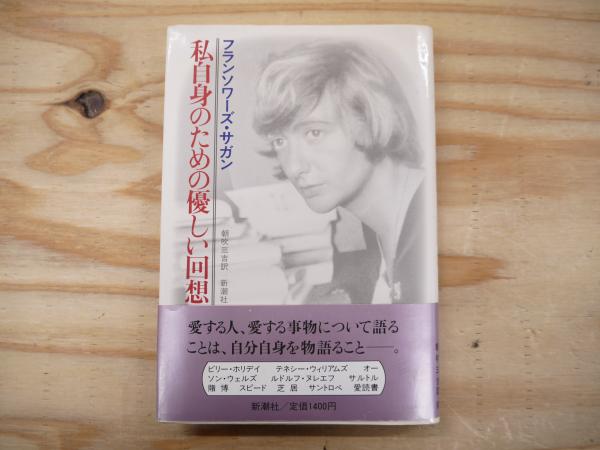 フランソワーズ・サガン
私自身のための優しい回想
朝吹三吉訳 新潮社
愛する人、愛する事物について語る
ことは、自分自身を物語ること――。
ビリー・ホリデイ テネシー・ウィリアムズ オー
ソン・ウェルズ ルドルフ・ヌレエフ サルトル
賭博 スピード 芝居 サントロペ 愛読書
新潮社/定価1400円